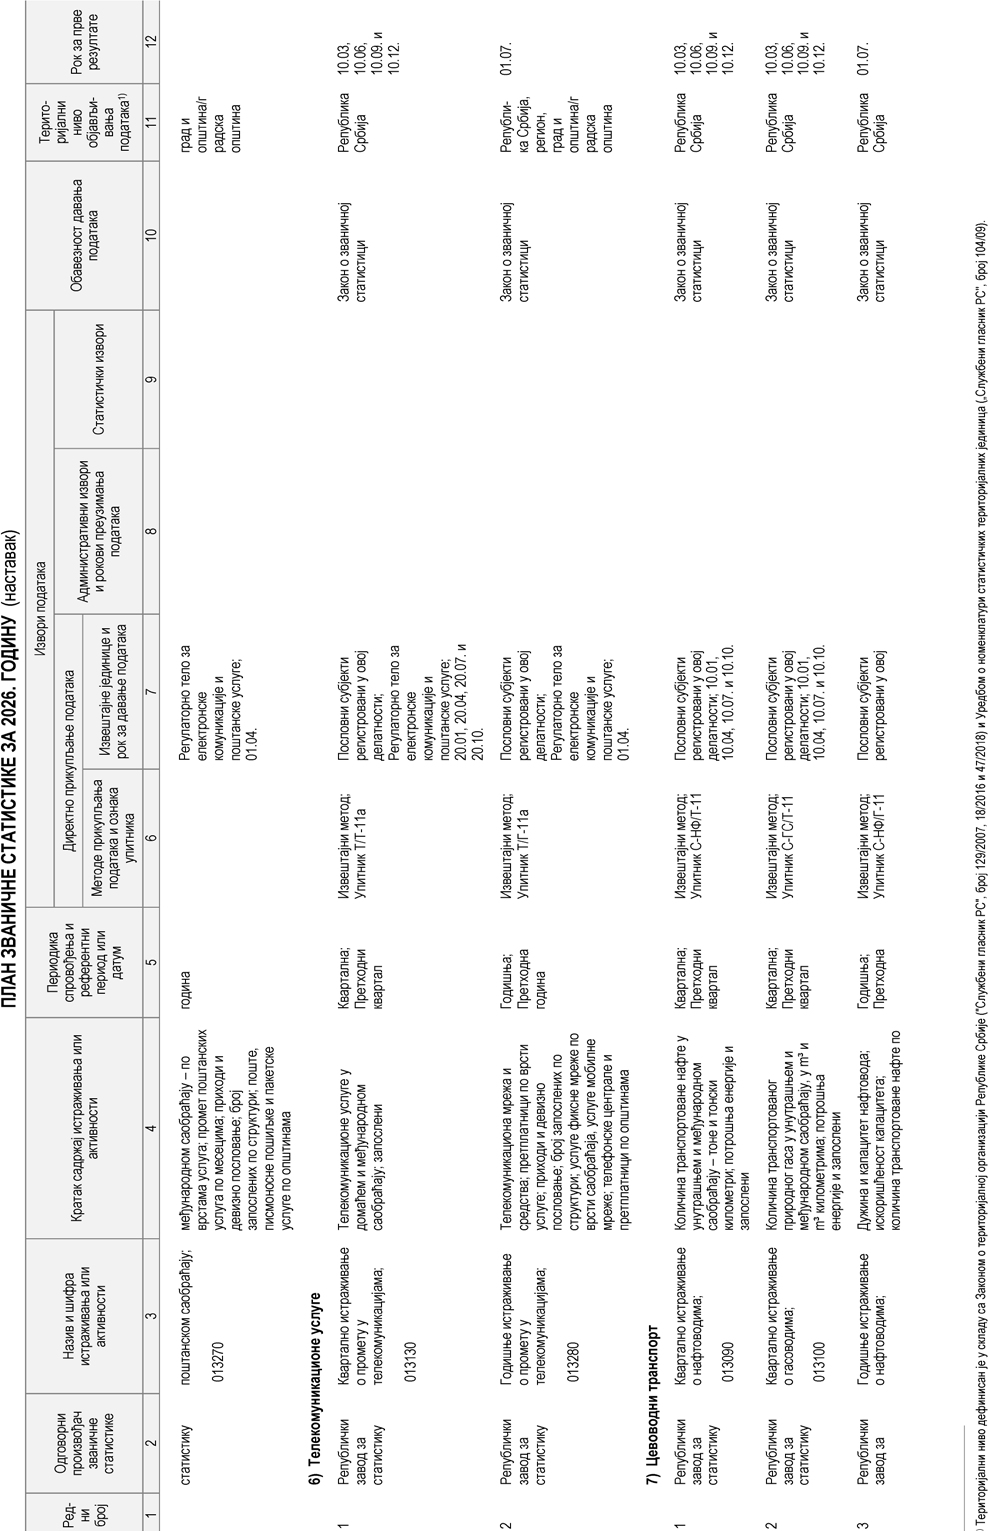 ПЛАН ЗВАНИЧНЕ СТАТИСТИКЕ ЗА 2026. ГОДИНУ (наставак)
Ред-
ни
број
Одговорни
произвођач
званичне
статистике
Назив и шифра
истраживања или
активности
Кратак садржај истраживања или
активности
Периодика
спровођења и
референтни
период или
датум
Извори података
Директно прикупљање података
Методе прикупљања
података и ознака
упитника
Извештајне јединице и
рок за давање података
Административни извори
и рокови преузимања
података
Статистички извори
Обавезност давања
података
Терито-
ријални
ниво
објављи-
вања
података1)
Рок за прве
резултате
1 2 3 4 5 6 7 8 9 10 11 12
статистику
поштанском саобраћају;
013270
међународном саобраћају – по
врстама услуга; промет поштанских
услуга по месецима; приходи и
девизно пословање; број
запослених по структури; поште,
писмоносне пошиљке и пакетске
услуге по општинама
година
Регулаторно тело за
електронске
комуникације и
поштанске услуге;
01.04.
град и
општина/г
радска
општина
6) Телекомуникационе услуге
1
Републички
завод за
статистику
Квартално истраживање
о промету у
телекомуникацијама;
013130
Телекомуникационе услуге у
домаћем и међународном
саобраћају; запослени
Квартална;
Претходни
квартал
Извештајни метод;
Упитник Т/Т-11а
Пословни субјекти
регистровани у овој
делатности;
Регулаторно тело за
електронске
комуникације и
поштанске услуге;
20.01, 20.04, 20.07. и
20.10.
Закон о званичној
статистици
Република
Србија
10.03,
10.06,
10.09. и
10.12.
2
Републички
завод за
статистику
Годишње истраживање
о промету у
телекомуникацијама;
013280
Телекомуникациона мрежа и
средства; претплатници по врсти
услуге; приходи и девизно
пословање; број запослених по
структури; услуге фиксне мреже по
врсти саобраћаја, услуге мобилне
мреже; телефонске централе и
претплатници по општинама
Годишња;
Претходна
година
Извештајни метод;
Упитник Т/Г-11а
Пословни субјекти
регистровани у овој
делатности;
Регулаторно тело за
електронске
комуникације и
поштанске услуге;
01.04.
Закон о званичној
статистици
Републи-
ка Србија,
регион,
град и
општина/г
радска
општина
01.07.
7) Цевоводни транспорт
1
Републички
завод за
статистику
Квартално истраживање
о нафтоводима;
013090
Количина транспортоване нафте у
унутрашњем и међународном
саобраћају – тоне и тонски
километри; потрошња енергије и
запослени
Квартална;
Претходни
квартал
Извештајни метод;
Упитник С-НФ/Т-11
Пословни субјекти
регистровани у овој
делатности; 10.01,
10.04, 10.07. и 10.10.
Закон о званичној
статистици
Република
Србија
10.03,
10.06,
10.09. и
10.12.
2
Републички
завод за
статистику
Квартално истраживање
о гасоводима;
013100
Количина транспортованог
природног гаса у унутрашњем и
међународном саобраћају, у m³ и
m³ километрима; потрошња
енергије и запослени
Квартална;
Претходни
квартал
Извештајни метод;
Упитник С-ГС/Т-11
Пословни субјекти
регистровани у овој
делатности; 10.01,
10.04, 10.07. и 10.10.
Закон о званичној
статистици
Република
Србија
10.03,
10.06,
10.09. и
10.12.
3
Републички
завод за
Годишње истраживање
о нафтоводима;
Дужина и капацитет нафтовода;
искоришћеност капацитета;
количина транспортоване нафте по
Годишња;
Претходна
Извештајни метод;
Упитник С-НФ/Г-11
Пословни субјекти
регистровани у овој
Закон о званичној
статистици
Република
Србија
01.07.
) Територијални ниво дефинисан је у складу са Законом о територијалној организацији Републике Србије ("Службени гласник РС", број 129/2007, 18/2016 и 47/2018) и Уредбом о номенклатури статистичких територијалних јединица („Службени гласник РС", број 104/09).